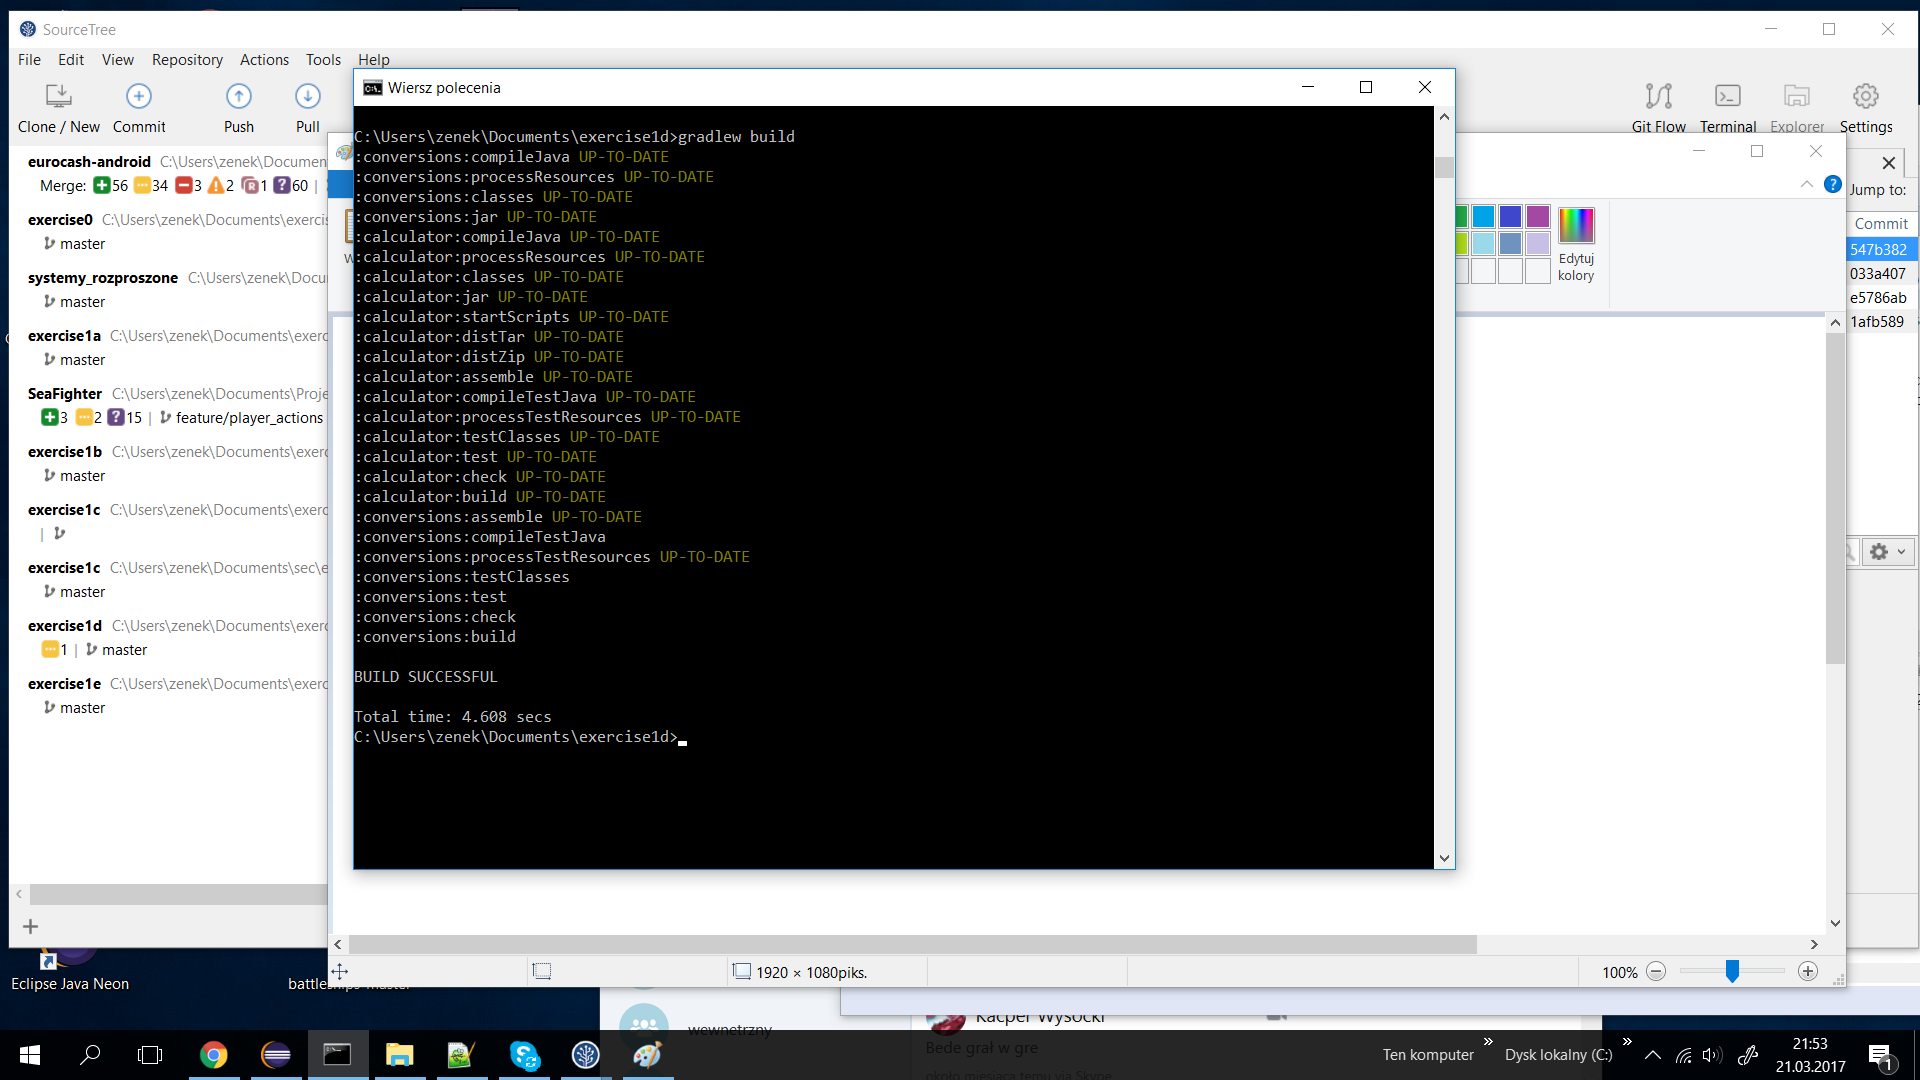 SourceTree
File Edit View Repository Actions Tools Help
Clone / New Commit Push Pull
Git Flow Terminal Explorer Settings
eurocash-android C:\Users\zenek\Documen
Merge: 56 34 3 2 1 60 |
exercise0 C:\Users\zenek\Documents\exercis
master
systemy_rozproszone C:\Users\zenek\Docu
master
exercise1a C:\Users\zenek\Documents\exerc
master
SeaFighter C:\Users\zenek\Documents\Proje
3 2 15 | feature/player_actions
exercise1b C:\Users\zenek\Documents\exerc
master
exercise1c C:\Users\zenek\Documents\exerc
|
exercise1c C:\Users\zenek\Documents\sec\e
master
exercise1d C:\Users\zenek\Documents\exerc
1 | master
exercise1e C:\Users\zenek\Documents\exerc
master
Wiersz polecenia
C:\Users\zenek\Documents\exercise1d>gradlew build
:conversions:compileJava UP-TO-DATE
:conversions:processResources UP-TO-DATE
:conversions:classes UP-TO-DATE
:conversions:jar UP-TO-DATE
:calculator:compileJava UP-TO-DATE
:calculator:processResources UP-TO-DATE
:calculator:classes UP-TO-DATE
:calculator:jar UP-TO-DATE
:calculator:startScripts UP-TO-DATE
:calculator:distTar UP-TO-DATE
:calculator:distZip UP-TO-DATE
:calculator:assemble UP-TO-DATE
:calculator:compileTestJava UP-TO-DATE
:calculator:processTestResources UP-TO-DATE
:calculator:testClasses UP-TO-DATE
:calculator:test UP-TO-DATE
:calculator:check UP-TO-DATE
:calculator:build UP-TO-DATE
:conversions:assemble UP-TO-DATE
:conversions:compileTestJava
:conversions:processTestResources UP-TO-DATE
:conversions:testClasses
:conversions:test
:conversions:check
:conversions:build
BUILD SUCCESSFUL
Total time: 4.608 secs
C:\Users\zenek\Documents\exercise1d>
Edytuj
kolory
Jump to:
Commit
547b382
033a407
e5786ab
1afb589
1920 × 1080piks.
100%
Eclipse Java Neon
battleships-master
wewnetrzny
Kacper Wysocki
Bede grał w gre
około miesiąca temu via Skype
Ten komputer » Dysk lokalny (C:) »
21:53
21.03.2017
1